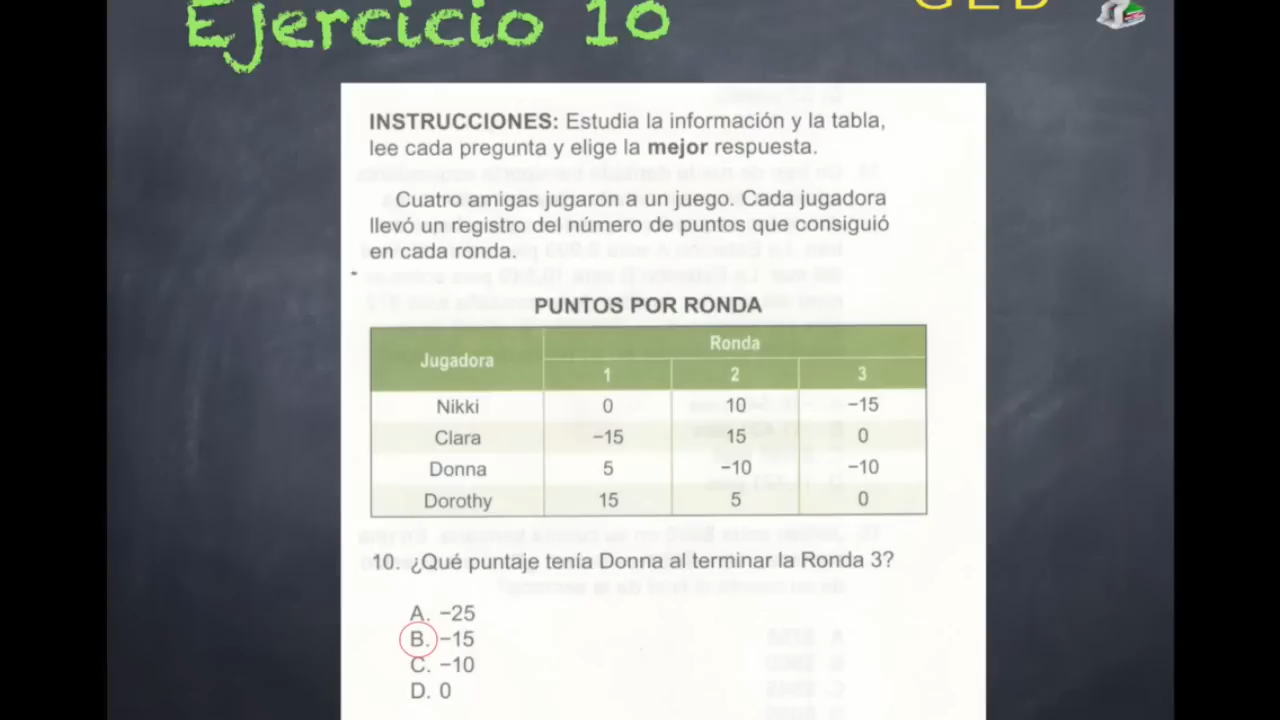 Ejercicio 10
GED
INSTRUCCIONES: Estudia la información y la tabla,
lee cada pregunta y elige la mejor respuesta.
Cuatro amigas jugaron a un juego. Cada jugadora
llevó un registro del número de puntos que consiguió
en cada ronda.
PUNTOS POR RONDA
Jugadora Ronda
1 2 3
Nikki 0 10 −15
Clara −15 15 0
Donna 5 −10 −10
Dorothy 15 5 0
10. ¿Qué puntaje tenía Donna al terminar la Ronda 3?
A. −25
B. −15
C. −10
D. 0